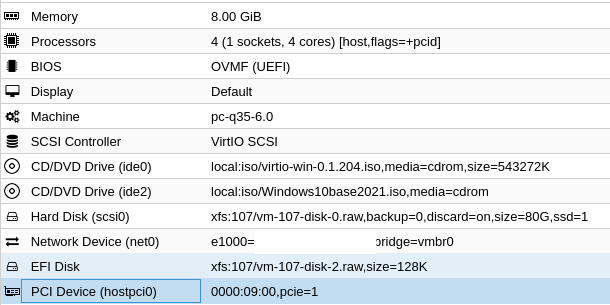 Memory 8.00 GiB
Processors 4 (1 sockets, 4 cores) [host,flags=+pcid]
BIOS OVMF (UEFI)
Display Default
Machine pc-q35-6.0
SCSI Controller VirtIO SCSI
CD/DVD Drive (ide0) local:iso/virtio-win-0.1.204.iso,media=cdrom,size=543272K
CD/DVD Drive (ide2) local:iso/Windows10base2021.iso,media=cdrom
Hard Disk (scsi0) xfs:107/vm-107-disk-0.raw,backup=0,discard=on,size=80G,ssd=1
Network Device (net0) e1000= bridge=vmbr0
EFI Disk xfs:107/vm-107-disk-2.raw,size=128K
PCI Device (hostpci0) 0000:09:00,pcie=1